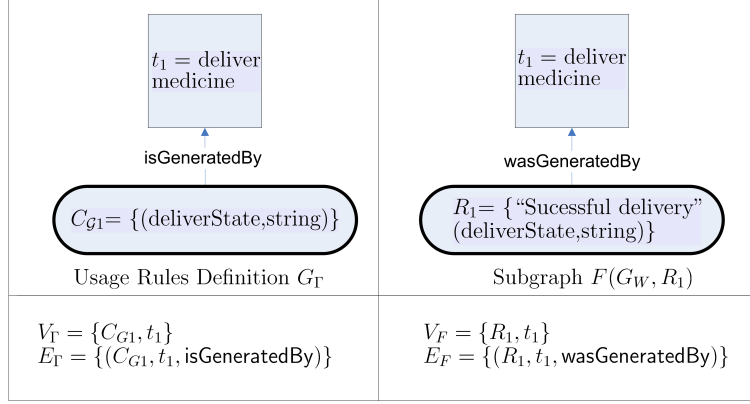 t₁ = deliver
medicine
isGeneratedBy
C_𝒢1= {(deliverState,string)}
Usage Rules Definition G_Γ
t₁ = deliver
medicine
wasGeneratedBy
R₁= {“Sucessful delivery”
(deliverState,string)}
Subgraph F(G_W, R₁)
V_Γ = {C_G1, t₁}
E_Γ = {(C_G1, t₁, isGeneratedBy)}
V_F = {R₁, t₁}
E_F = {(R₁, t₁, wasGeneratedBy)}